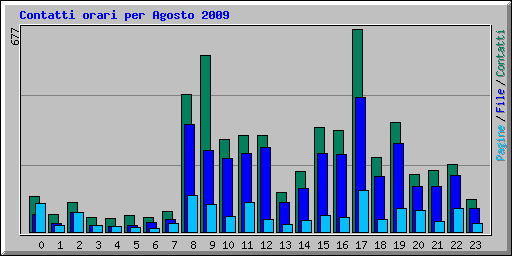 Contatti orari per Agosto 2009
677
Pagine / File / Contatti
0 1 2 3 4 5 6 7 8 9 10 11 12 13 14 15 16 17 18 19 20 21 22 23